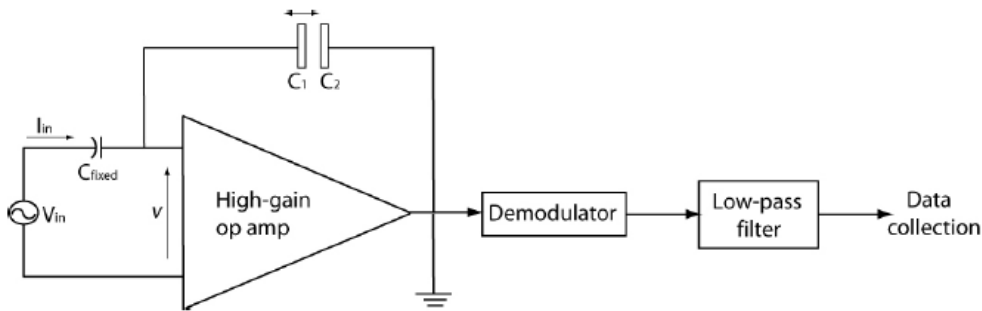 C1 C2
Iin
Cfixed
Vin
v
High-gain
op amp
Demodulator
Low-pass
filter
Data
collection